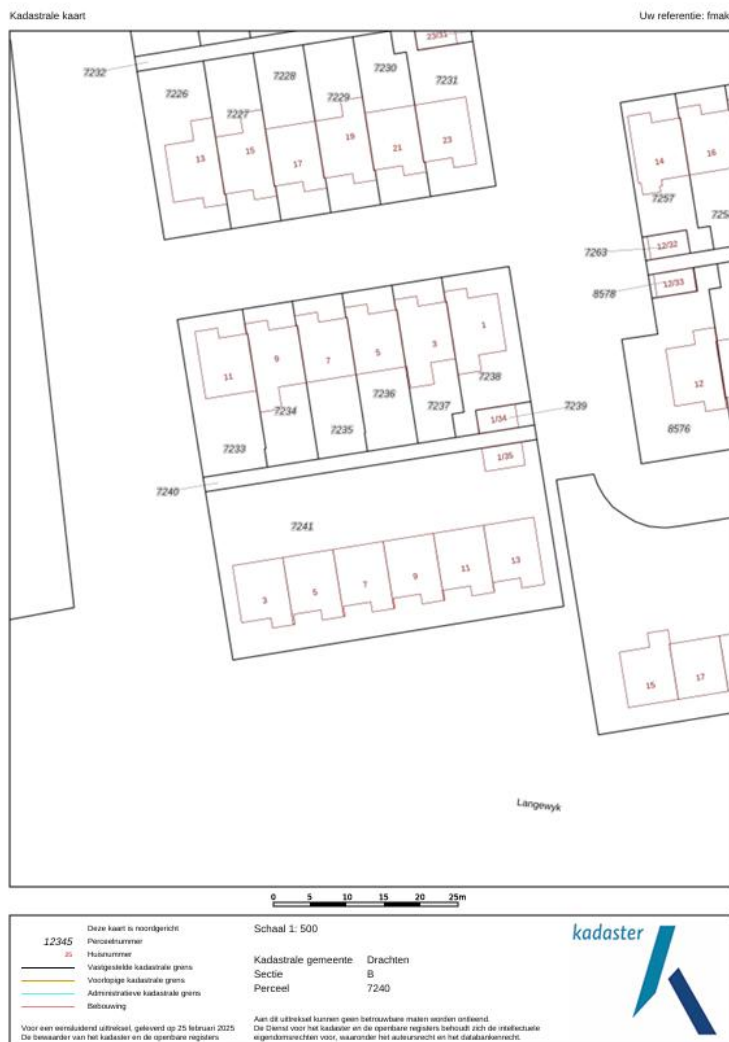 Kadastrale kaart
Uw referentie: fmak
23/31
7232
7226
7227
7228
7229
7230
7231
13
15
17
19
21
23
14
16
7257
12/32
7263
12/33
8578
12
8576
11
9
7
5
3
1
7233
7234
7235
7236
7237
7238
1/34
7239
1/35
7240
7241
3
5
7
9
11
13
15
17
Langewyk
0 5 10 15 20 25m
Deze kaart is noordgericht
12345 Perceelnummer
25 Huisnummer
Vastgestelde kadastrale grens
Voorlopige kadastrale grens
Administratieve kadastrale grens
Bebouwing
Voor een eensluidend uittreksel, geleverd op 25 februari 2025
De bewaarder van het kadaster en de openbare registers
Schaal 1: 500
Kadastrale gemeente Drachten
Sectie B
Perceel 7240
Aan dit uittreksel kunnen geen betrouwbare maten worden ontleend.
De Dienst voor het kadaster en de openbare registers behoudt zich de intellectuele
eigendomsrechten voor, waaronder het auteursrecht en het databankenrecht.
kadaster